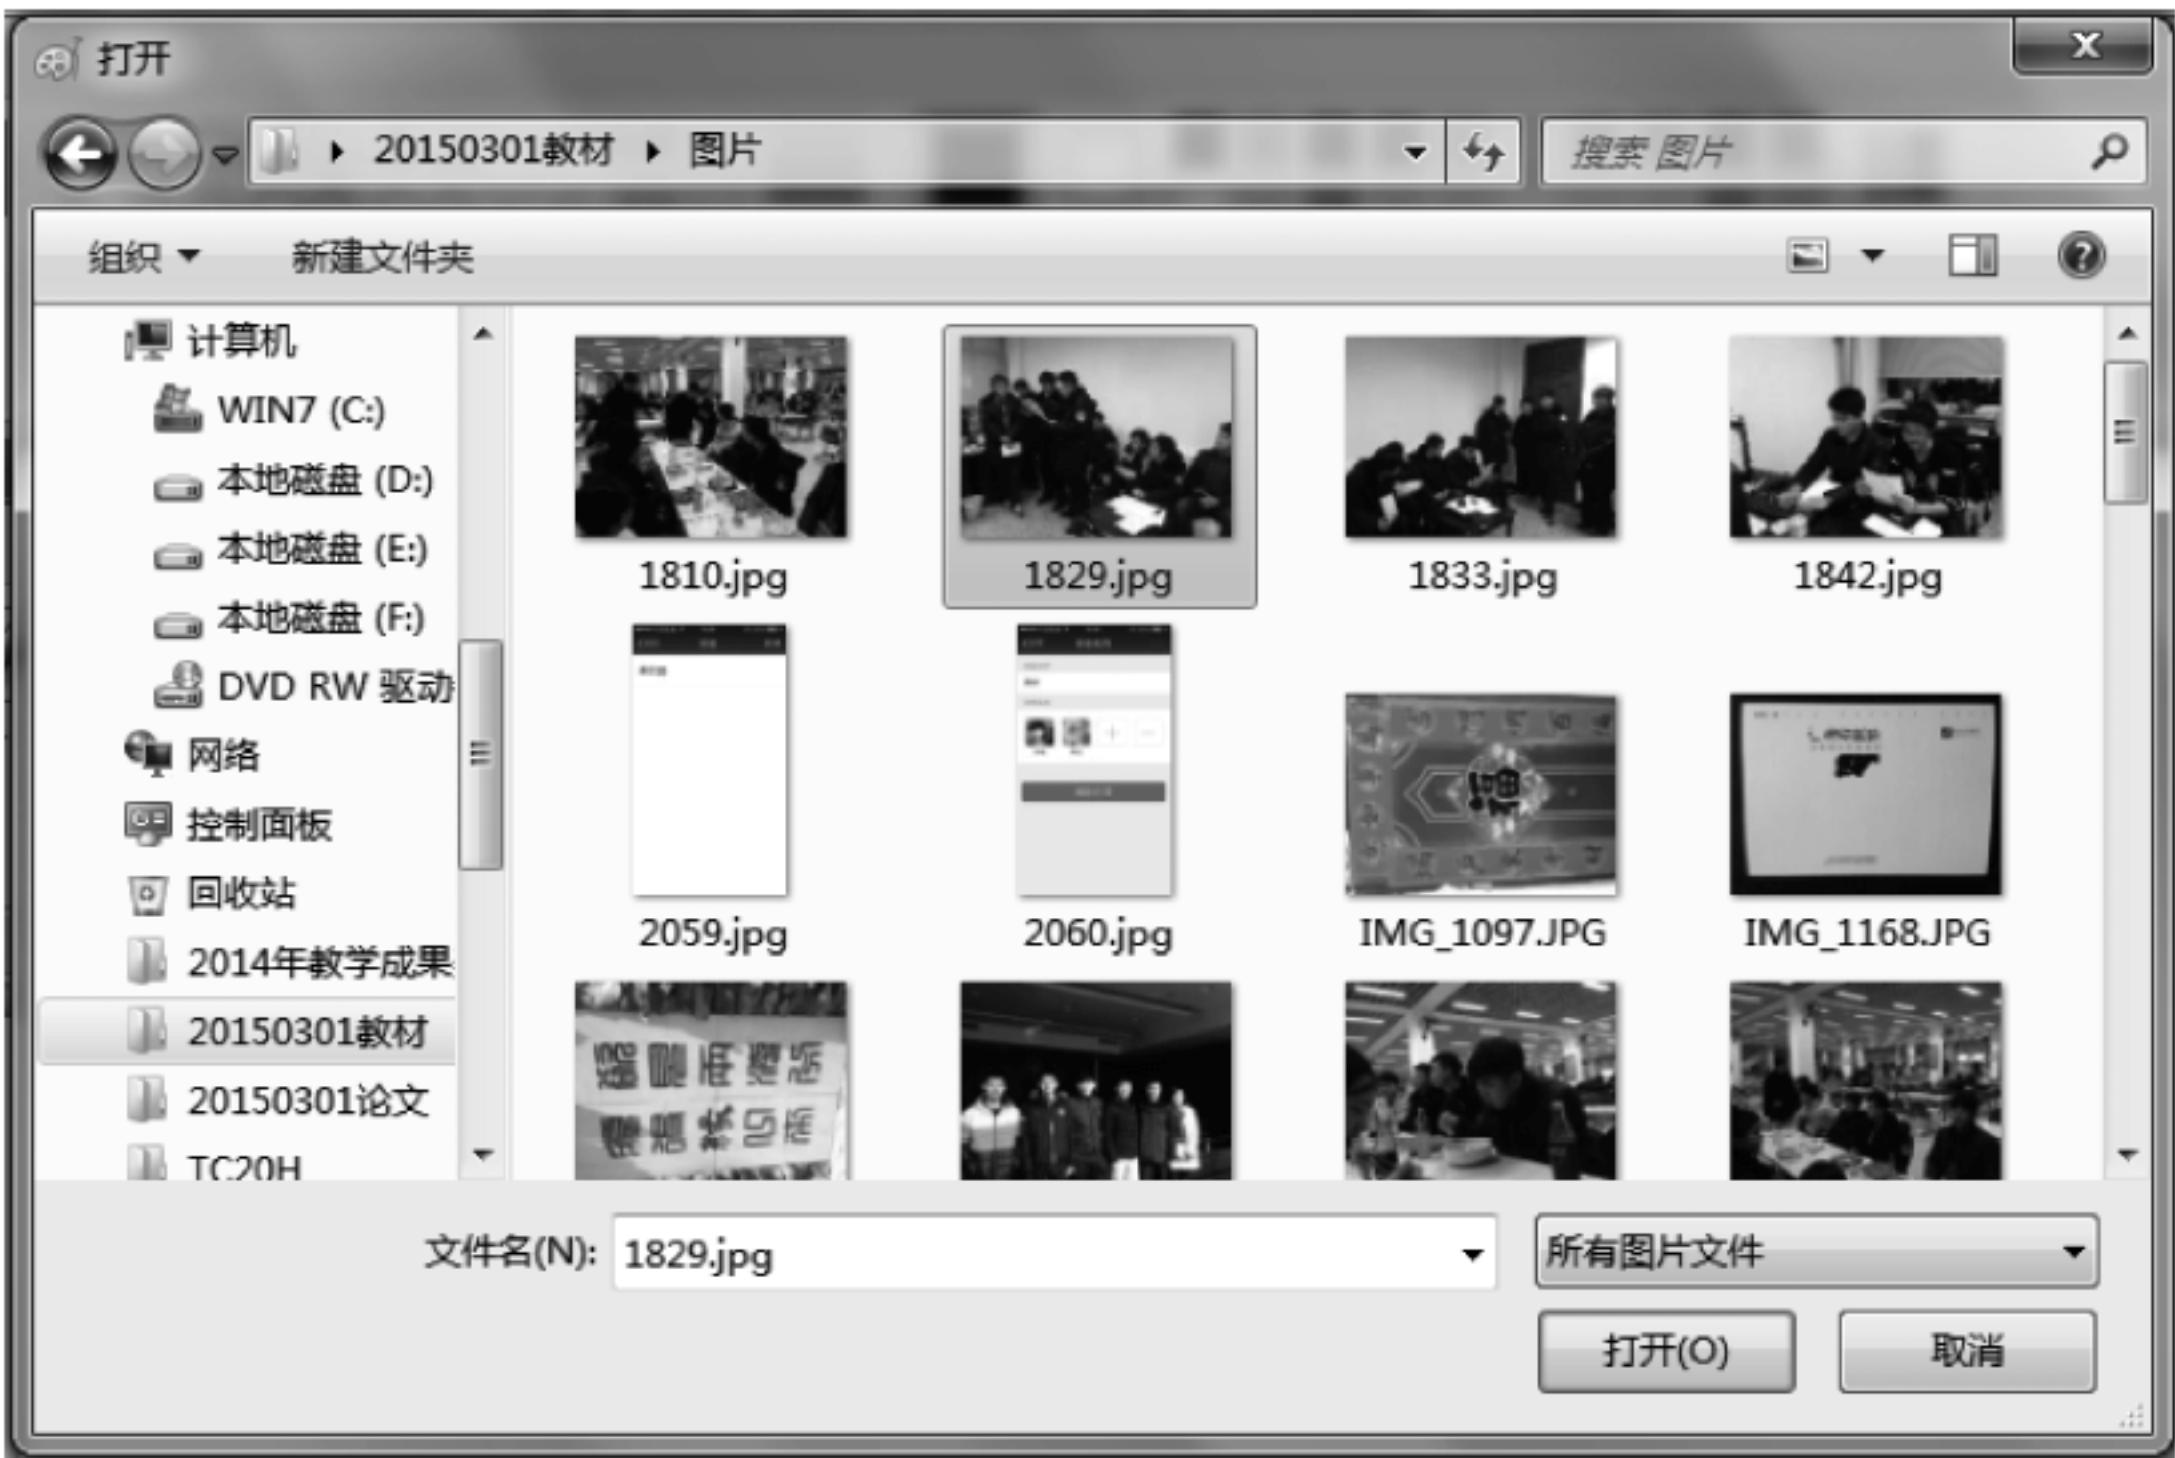 打开
20150301教材 图片
搜索 图片
组织 新建文件夹
计算机
WIN7 (C:)
本地磁盘 (D:)
本地磁盘 (E:)
本地磁盘 (F:)
DVD RW 驱动
网络
控制面板
回收站
2014年教学成果
20150301教材
20150301论文
TC20H
1810.jpg 1829.jpg 1833.jpg 1842.jpg
2059.jpg 2060.jpg IMG_1097.JPG IMG_1168.JPG
文件名(N): 1829.jpg 所有图片文件
打开(O) 取消